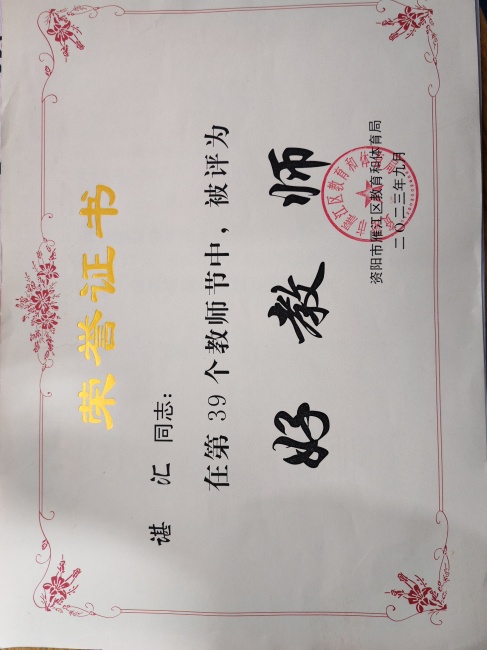 荣誉证书
谌汇 同志：
在第 39 个教师节中，被评为
好教师
资阳市雁江区教育和体育局
二〇二三年九月